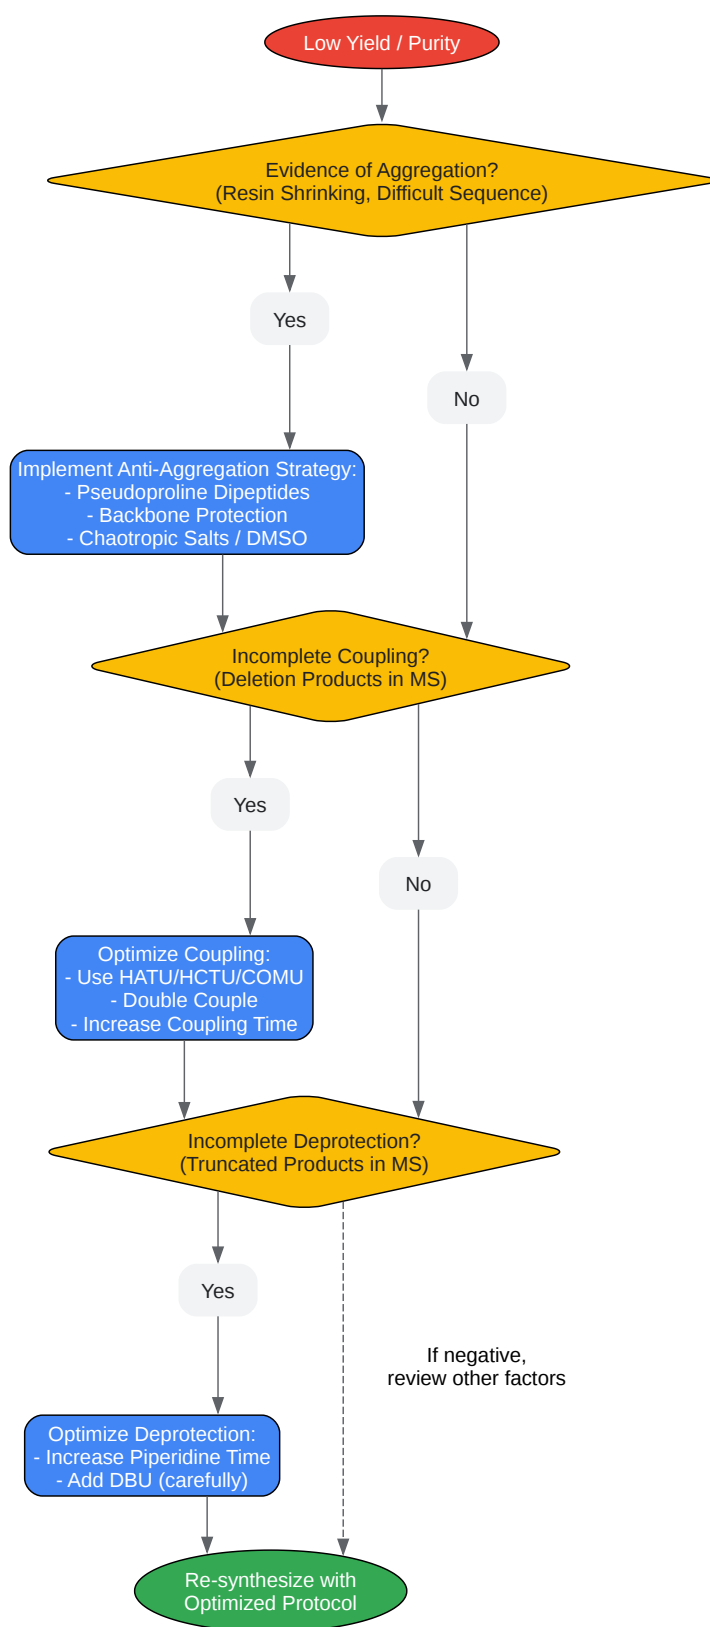 Low Yield / Purity
Evidence of Aggregation?
(Resin Shrinking, Difficult Sequence)
Yes
No
Implement Anti-Aggregation Strategy:
- Pseudoproline Dipeptides
- Backbone Protection
- Chaotropic Salts / DMSO
Incomplete Coupling?
(Deletion Products in MS)
Yes
No
Optimize Coupling:
- Use HATU/HCTU/COMU
- Double Couple
- Increase Coupling Time
Incomplete Deprotection?
(Truncated Products in MS)
Yes
If negative,
review other factors
Optimize Deprotection:
- Increase Piperidine Time
- Add DBU (carefully)
Re-synthesize with
Optimized Protocol